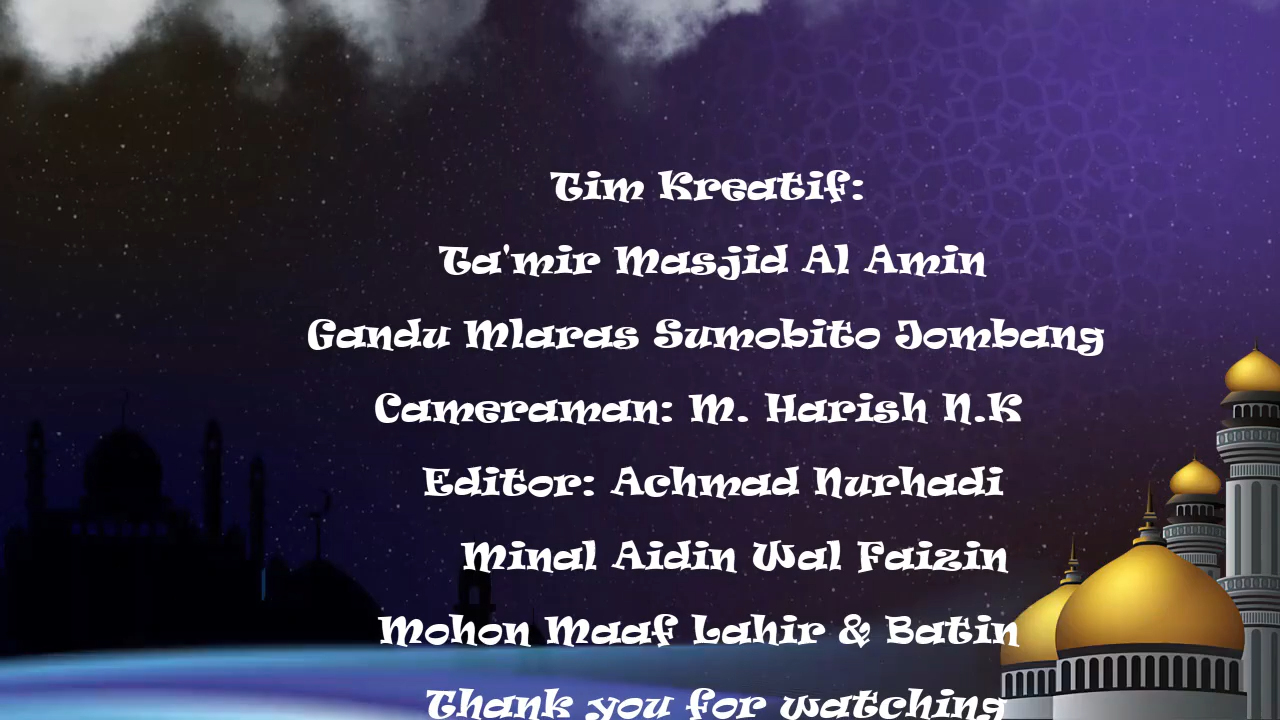 Tim Kreatif:
Ta'mir Masjid Al Amin
Gandu Mlaras Sumobito Jombang
Cameraman: M. Harish N.K
Editor: Achmad Nurhadi
Minal Aidin Wal Faizin
Mohon Maaf Lahir & Batin
Thank you for watching